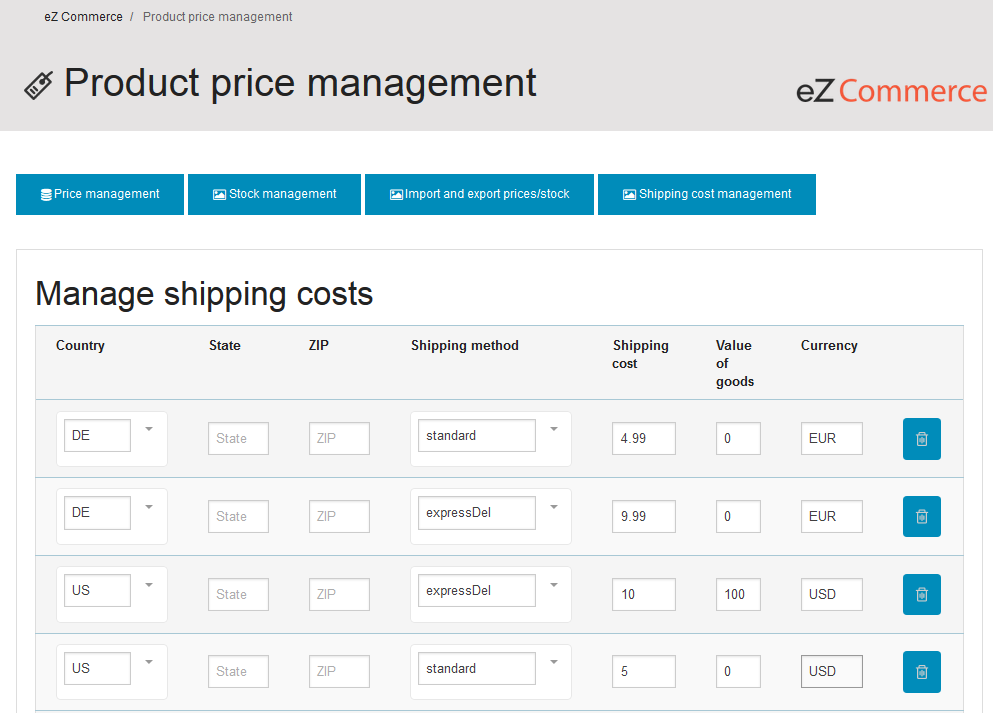 eZ Commerce / Product price management
Product price management
eZ Commerce
Price management Stock management Import and export prices/stock Shipping cost management
Manage shipping costs
Country State ZIP Shipping method Shipping cost Value of goods Currency
DE State ZIP standard 4.99 0 EUR
DE State ZIP expressDel 9.99 0 EUR
US State ZIP expressDel 10 100 USD
US State ZIP standard 5 0 USD